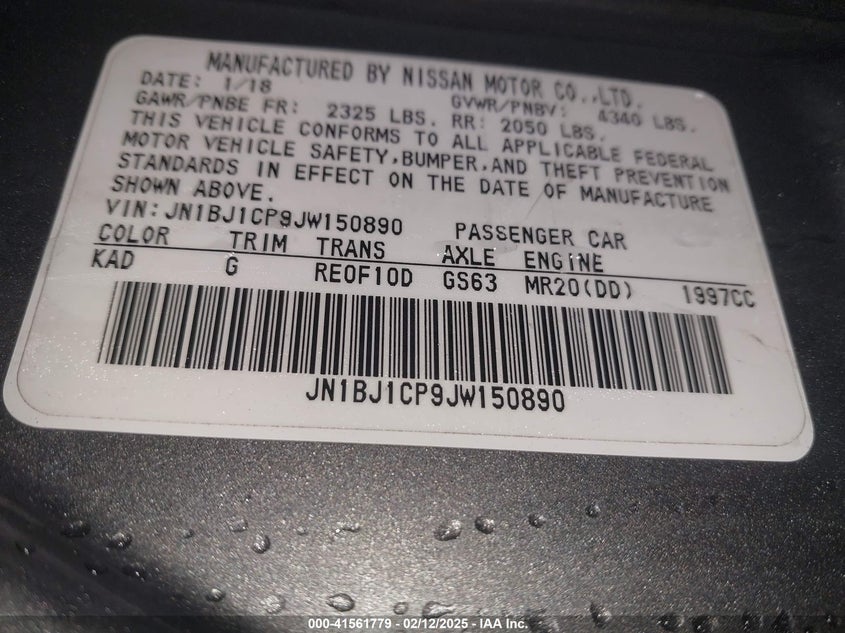 MANUFACTURED BY NISSAN MOTOR CO.,LTD.
DATE: 1/18 GVWR/PNBV: 4340 LBS.
GAWR/PNBE FR: 2325 LBS. RR: 2050 LBS.
THIS VEHICLE CONFORMS TO ALL APPLICABLE FEDERAL
MOTOR VEHICLE SAFETY,BUMPER,AND THEFT PREVENTION
STANDARDS IN EFFECT ON THE DATE OF MANUFACTURE
SHOWN ABOVE.
VIN:JN1BJ1CP9JW150890 PASSENGER CAR
COLOR TRIM TRANS AXLE ENGINE
KAD G RE0F10D GS63 MR20(DD) 1997CC
JN1BJ1CP9JW150890
000-41561779 — 02/12/2025 — IAA Inc.